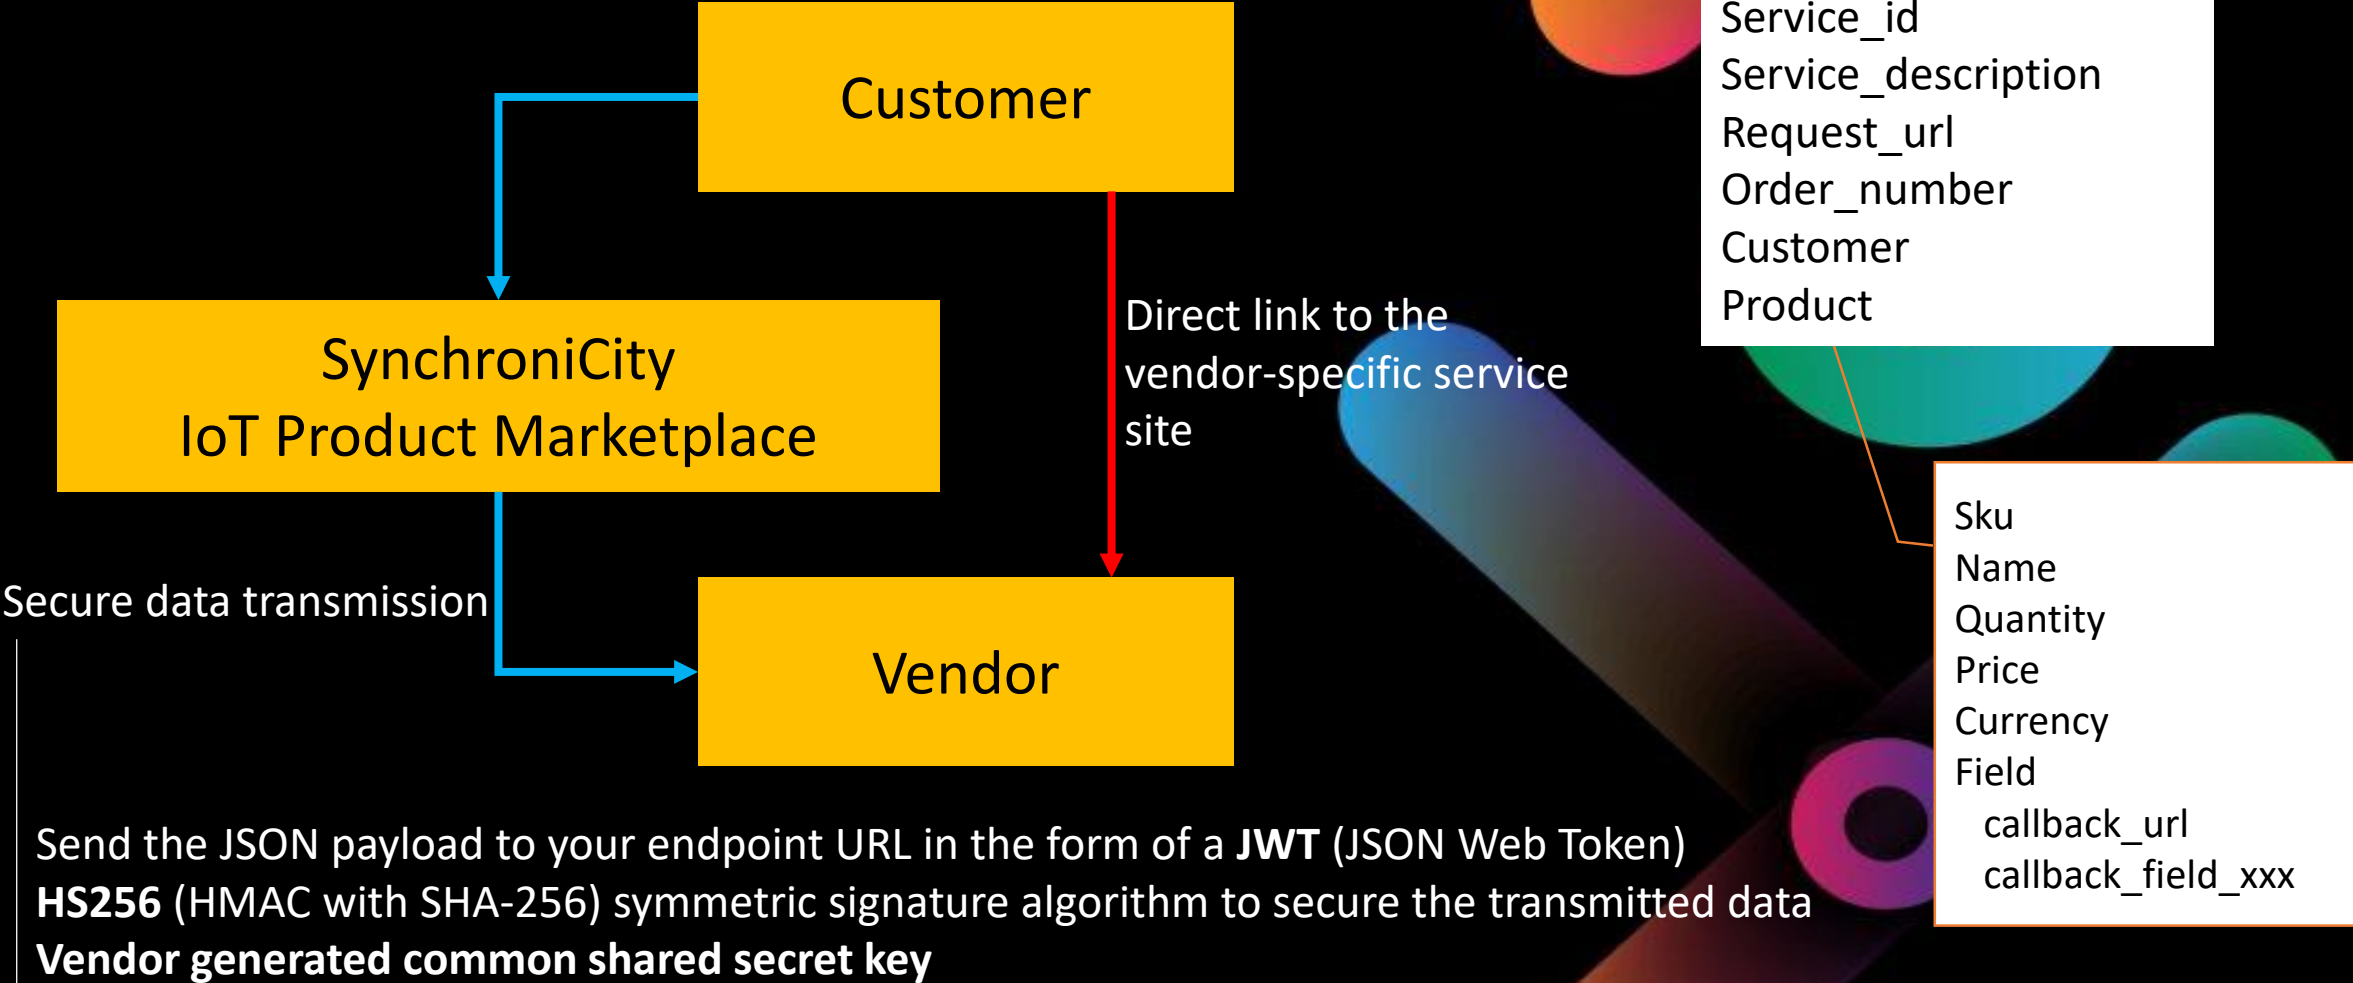 Customer
SynchroniCity
IoT Product Marketplace
Direct link to the
vendor-specific service
site
Secure data transmission
Vendor
Send the JSON payload to your endpoint URL in the form of a JWT (JSON Web Token)
HS256 (HMAC with SHA-256) symmetric signature algorithm to secure the transmitted data
Vendor generated common shared secret key
Service_id
Service_description
Request_url
Order_number
Customer
Product
Sku
Name
Quantity
Price
Currency
Field
callback_url
callback_field_xxx